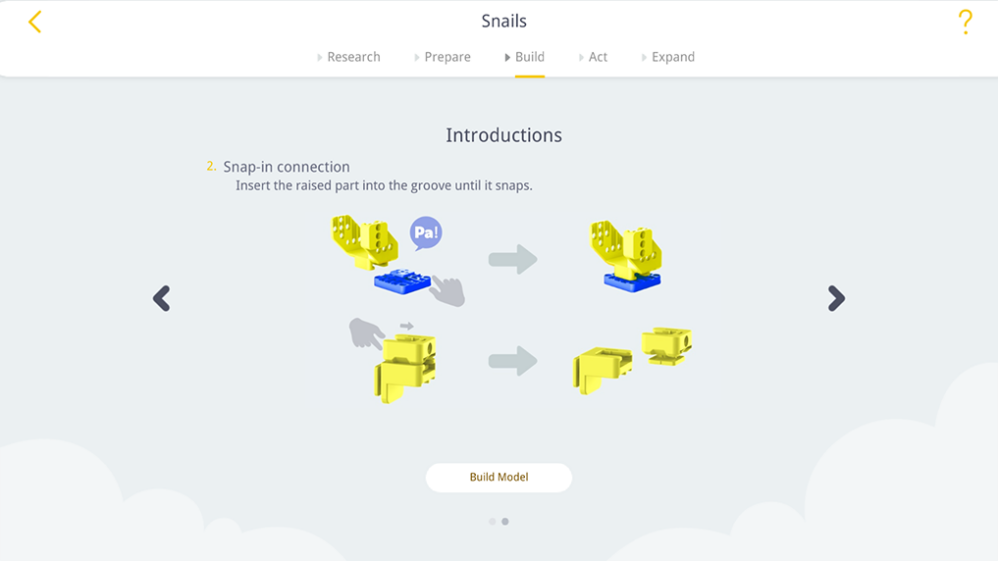 Snails
?
Research
Prepare
Build
Act
Expand
Introductions
2. Snap-in connection
Insert the raised part into the groove until it snaps.
Pa!
Build Model